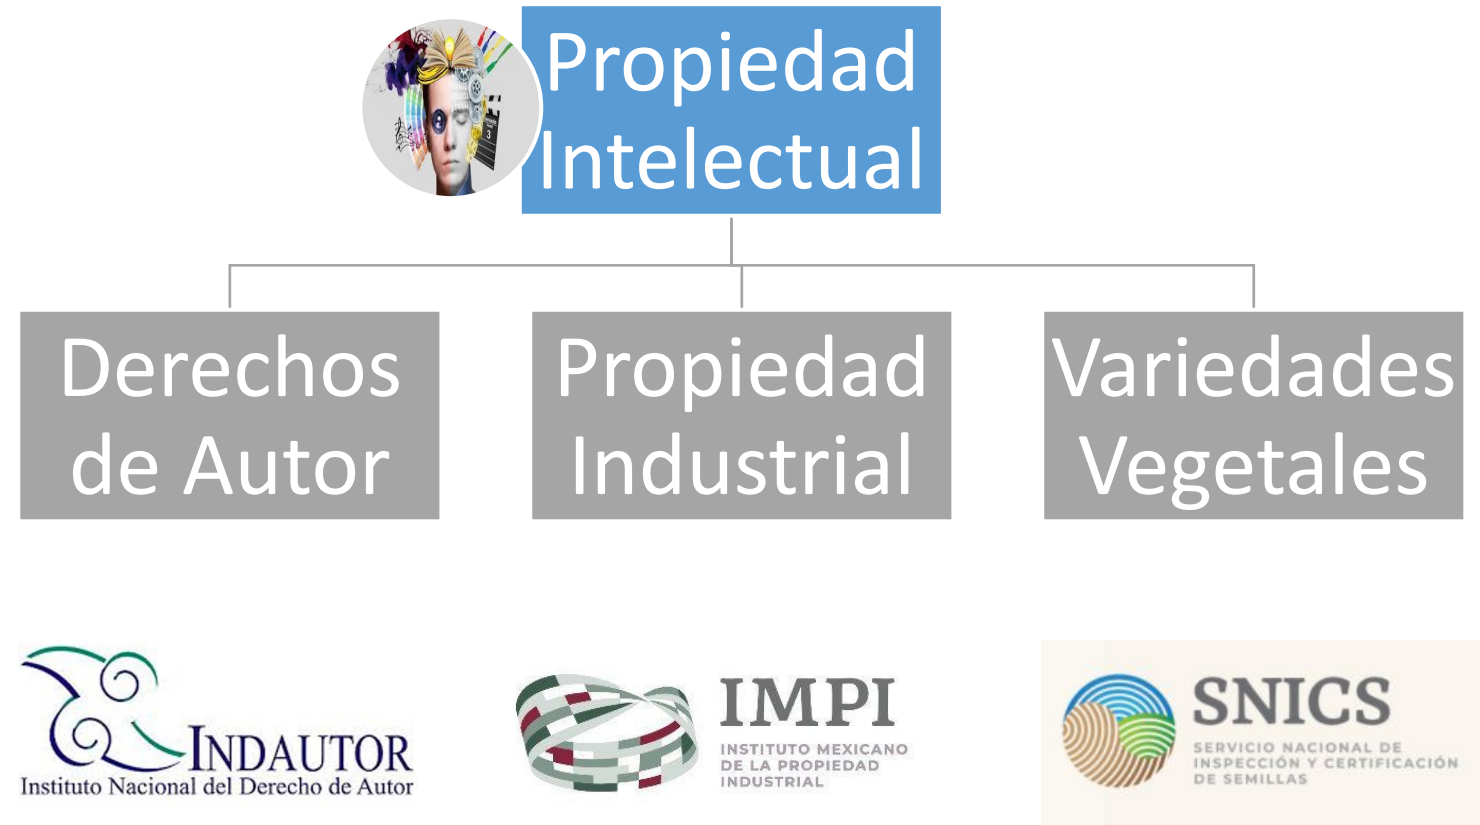 Propiedad
Intelectual
Derechos
de Autor
Propiedad
Industrial
Variedades
Vegetales
INDAUTOR
Instituto Nacional del Derecho de Autor
IMPI
INSTITUTO MEXICANO
DE LA PROPIEDAD
INDUSTRIAL
SNICS
SERVICIO NACIONAL DE
INSPECCIÓN Y CERTIFICACIÓN
DE SEMILLAS
3